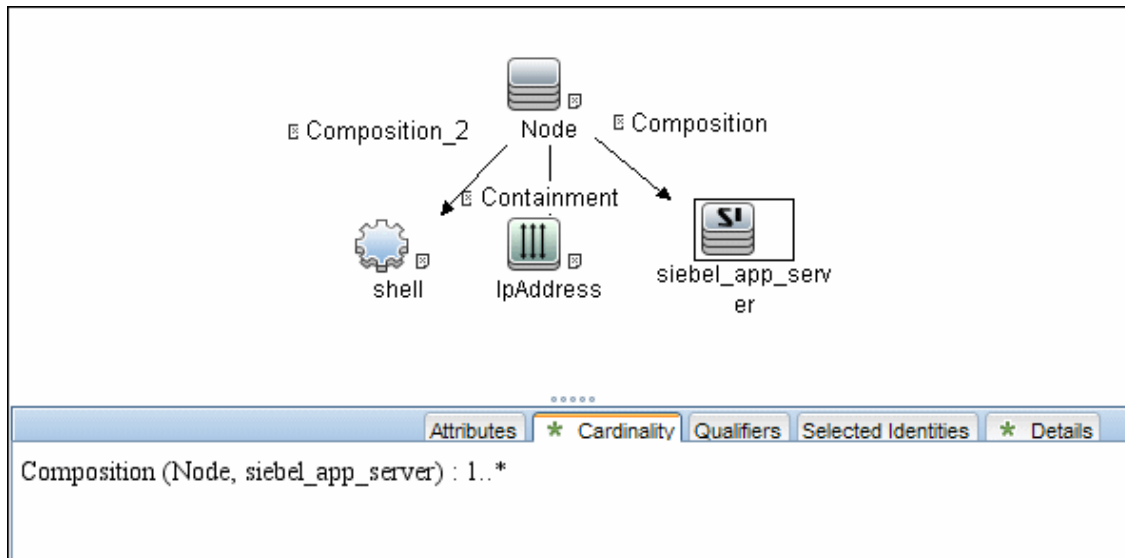 Node
Composition_2
Composition
Containment
shell
IpAddress
siebel_app_serv
er
Attributes
* Cardinality
Qualifiers
Selected Identities
* Details
Composition (Node, siebel_app_server) : 1..*